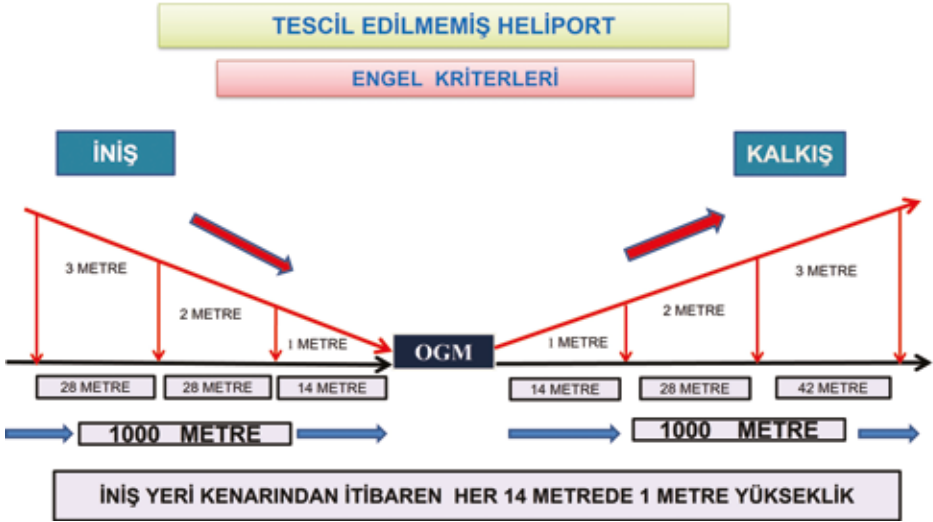 TESCİL EDİLMEMİŞ HELİPORT
ENGEL KRİTERLERİ
İNİŞ
KALKIŞ
3 METRE
2 METRE
1 METRE
OGM
1 METRE
2 METRE
3 METRE
28 METRE
28 METRE
14 METRE
14 METRE
28 METRE
42 METRE
1000 METRE
1000 METRE
İNİŞ YERİ KENARINDAN İTİBAREN HER 14 METREDE 1 METRE YÜKSEKLİK